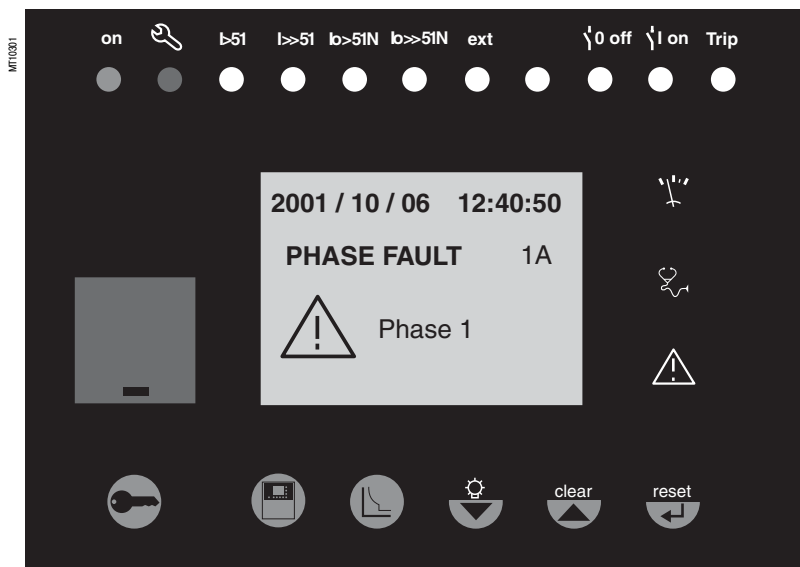 MT10301
on I>51 I>>51 Io>51N Io>>51N ext 0 off I on Trip
2001 / 10 / 06 12:40:50
PHASE FAULT 1A
Phase 1
clear reset